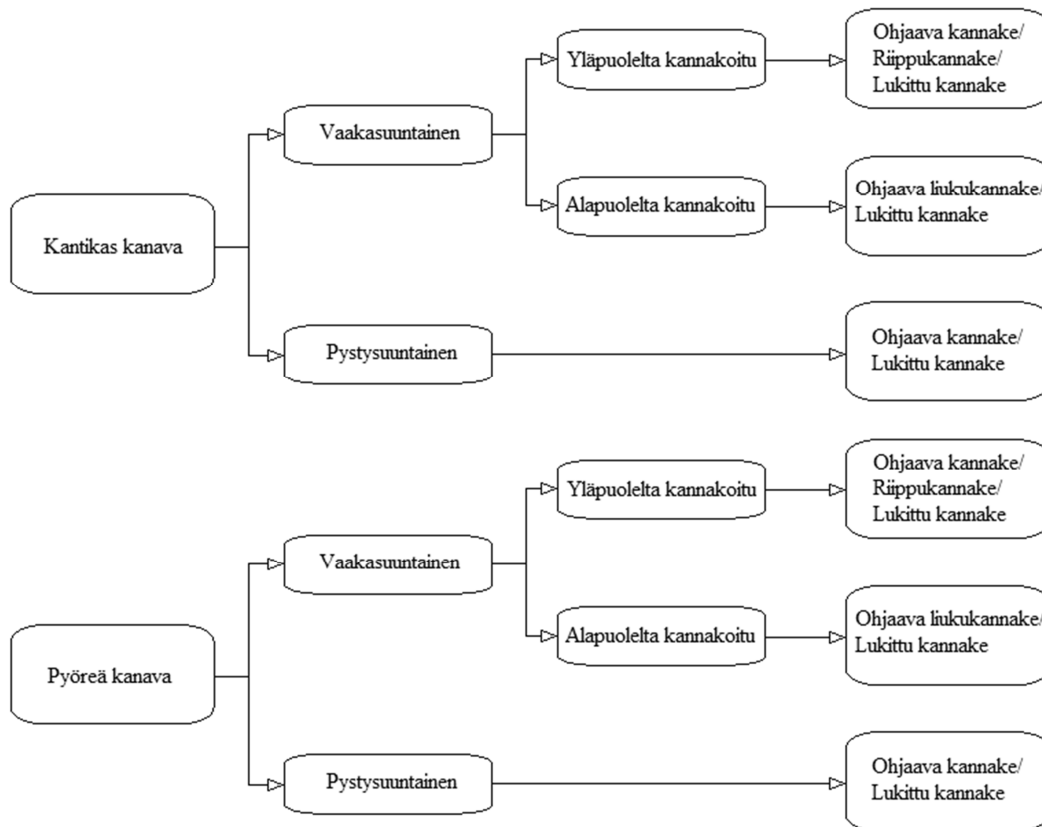 Kantikas kanava
Vaakasuuntainen
Yläpuolelta kannakoitu
Ohjaava kannake/
Riippukannake/
Lukittu kannake
Alapuolelta kannakoitu
Ohjaava liukukannake/
Lukittu kannake
Pystysuuntainen
Ohjaava kannake/
Lukittu kannake
Pyöreä kanava
Vaakasuuntainen
Yläpuolelta kannakoitu
Ohjaava kannake/
Riippukannake/
Lukittu kannake
Alapuolelta kannakoitu
Ohjaava liukukannake/
Lukittu kannake
Pystysuuntainen
Ohjaava kannake/
Lukittu kannake